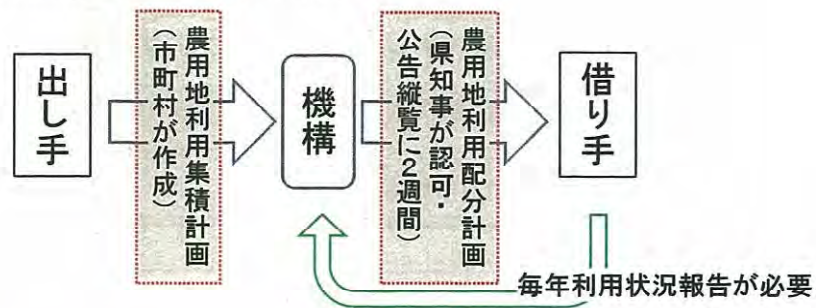 出し手
農用地利用集積計画
（市町村が作成）
機構
農用地利用配分計画
（県知事が認可・
公告縦覧に2週間）
借り手
毎年利用状況報告が必要